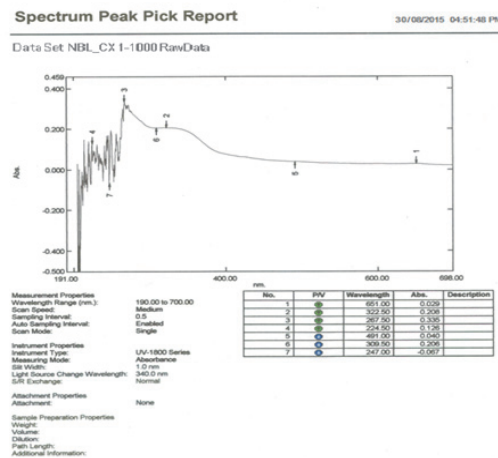 Spectrum Peak Pick Report
30/08/2015 04:51:48 PM
Data Set NBIL_CX 1-1000 RawData
0.459
0.400
0.200
0.000
-0.200
-0.400
-0.500
Abs.
3
4
2
6
7
5
1
191.00 400.00 600.00 698.00
nm.
Measurement Properties
Wavelength Range (nm.): 190.00 to 700.00
Scan Speed: Medium
Sampling Interval: 0.5
Auto Sampling Interval: Enabled
Scan Mode: Single
Instrument Properties
Instrument Type: UV-1800 Series
Measuring Mode: Absorbance
Slit Width: 1.0 nm
Light Source Change Wavelength: 340.0 nm
S/R Exchange: Normal
Attachment Properties
Attachment: None
Sample Preparation Properties
Weight:
Volume:
Dilution:
Path Length:
Additional Information:
No. P/V Wavelength Abs. Description
1 651.00 0.029
2 322.50 0.208
3 267.50 0.335
4 224.50 0.126
5 491.00 0.040
6 309.50 0.206
7 247.00 -0.067